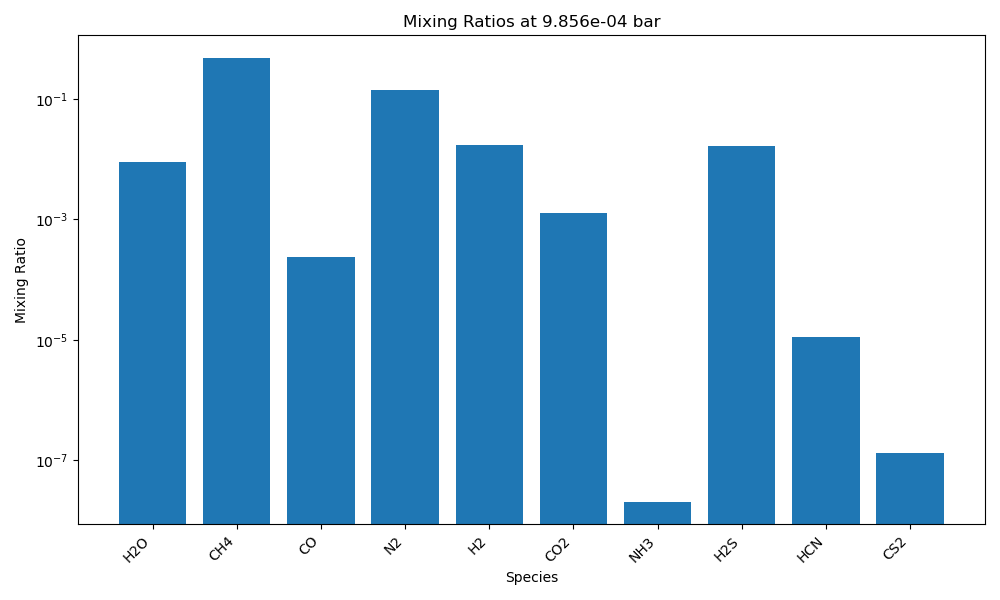 Mixing Ratios at 9.856e-04 bar
Mixing Ratio
10⁻¹
10⁻³
10⁻⁵
10⁻⁷
H2O
CH4
CO
N2
H2
CO2
NH3
H2S
HCN
CS2
Species